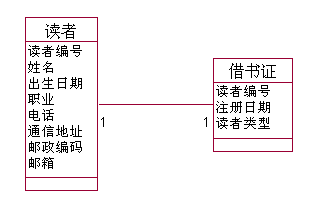 读者
读者编号
姓名
出生日期
职业
电话
通信地址
邮政编码
邮箱
1
1
借书证
读者编号
注册日期
读者类型